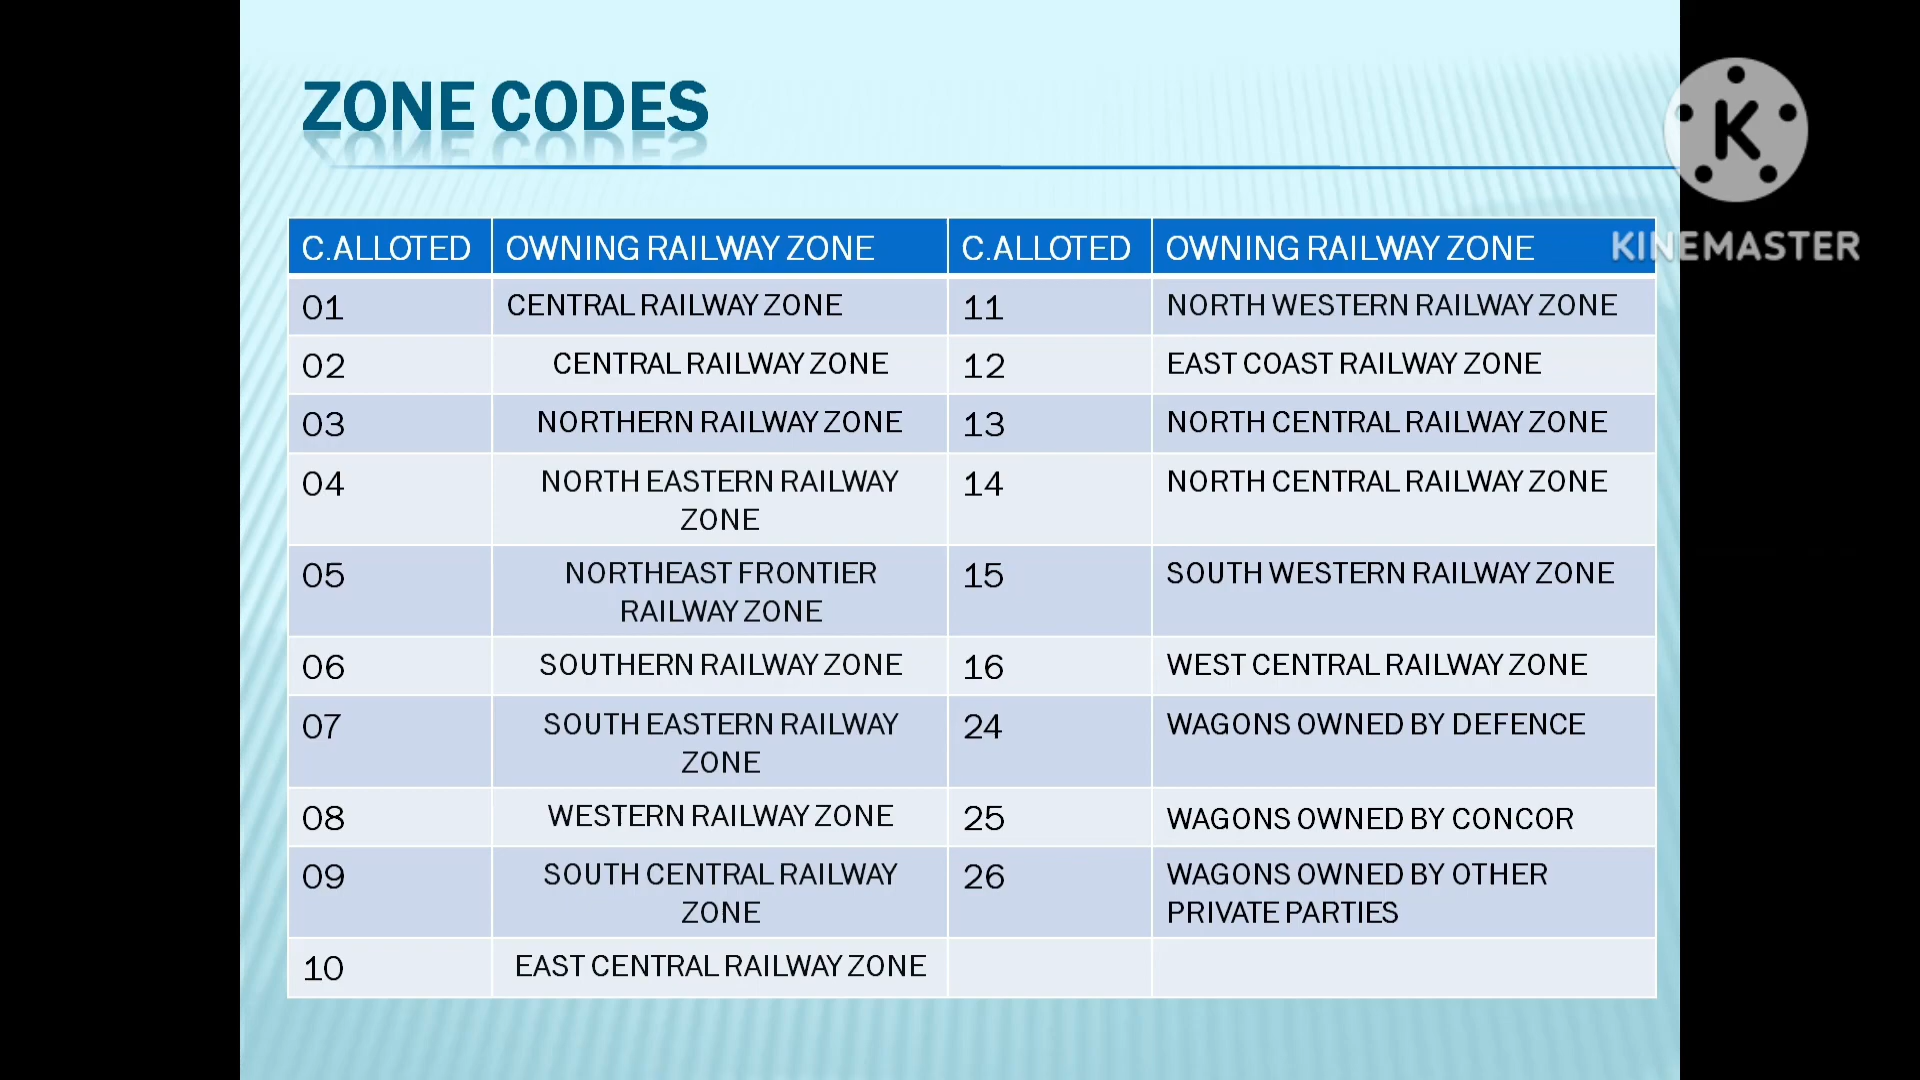 ZONE CODES
K
KINEMASTER
C.ALLOTED OWNING RAILWAY ZONE C.ALLOTED OWNING RAILWAY ZONE
01 CENTRAL RAILWAY ZONE 11 NORTH WESTERN RAILWAY ZONE
02 CENTRAL RAILWAY ZONE 12 EAST COAST RAILWAY ZONE
03 NORTHERN RAILWAY ZONE 13 NORTH CENTRAL RAILWAY ZONE
04 NORTH EASTERN RAILWAY 14 NORTH CENTRAL RAILWAY ZONE
ZONE
05 NORTHEAST FRONTIER 15 SOUTH WESTERN RAILWAY ZONE
RAILWAY ZONE
06 SOUTHERN RAILWAY ZONE 16 WEST CENTRAL RAILWAY ZONE
07 SOUTH EASTERN RAILWAY 24 WAGONS OWNED BY DEFENCE
ZONE
08 WESTERN RAILWAY ZONE 25 WAGONS OWNED BY CONCOR
09 SOUTH CENTRAL RAILWAY 26 WAGONS OWNED BY OTHER
ZONE PRIVATE PARTIES
10 EAST CENTRAL RAILWAY ZONE